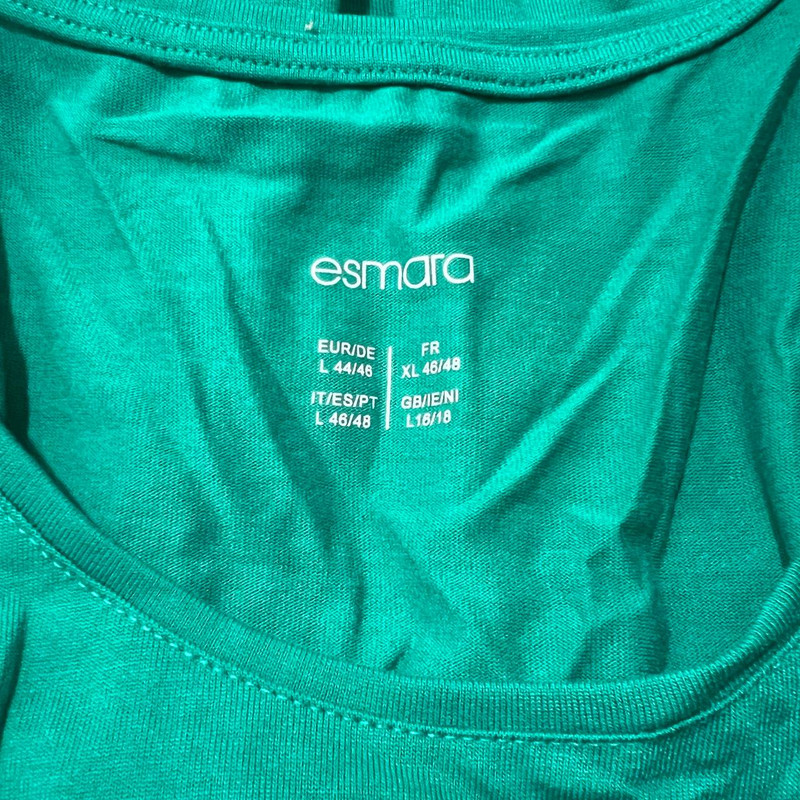 esmara
EUR/DE
L 44/46
FR
XL 46/48
IT/ES/PT
L 46/48
GB/IE/NI
L16/18